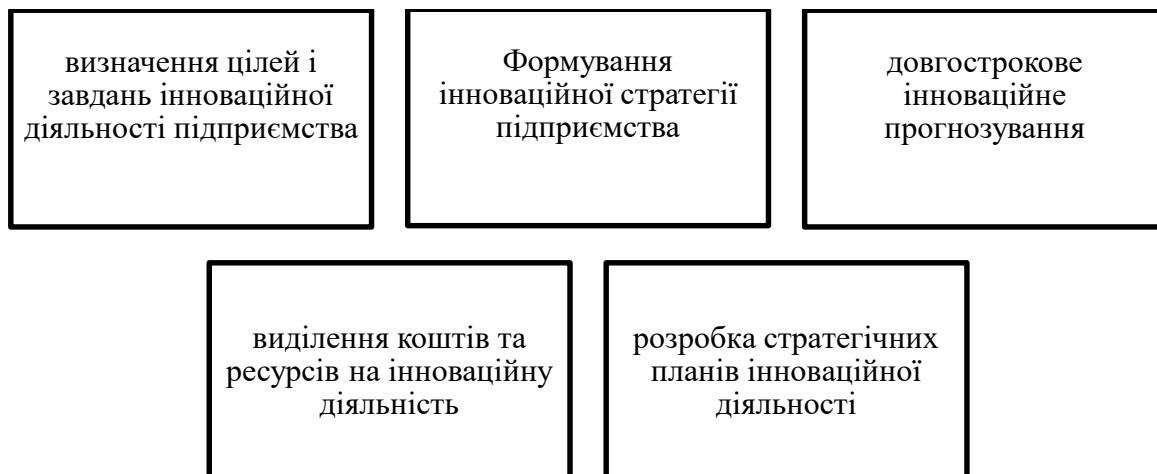 визначення цілей і
завдань інноваційної
діяльності підприємства
Формування
інноваційної стратегії
підприємства
довгострокове
інноваційне
прогнозування
виділення коштів та
ресурсів на інноваційну
діяльність
розробка стратегічних
планів інноваційної
діяльності